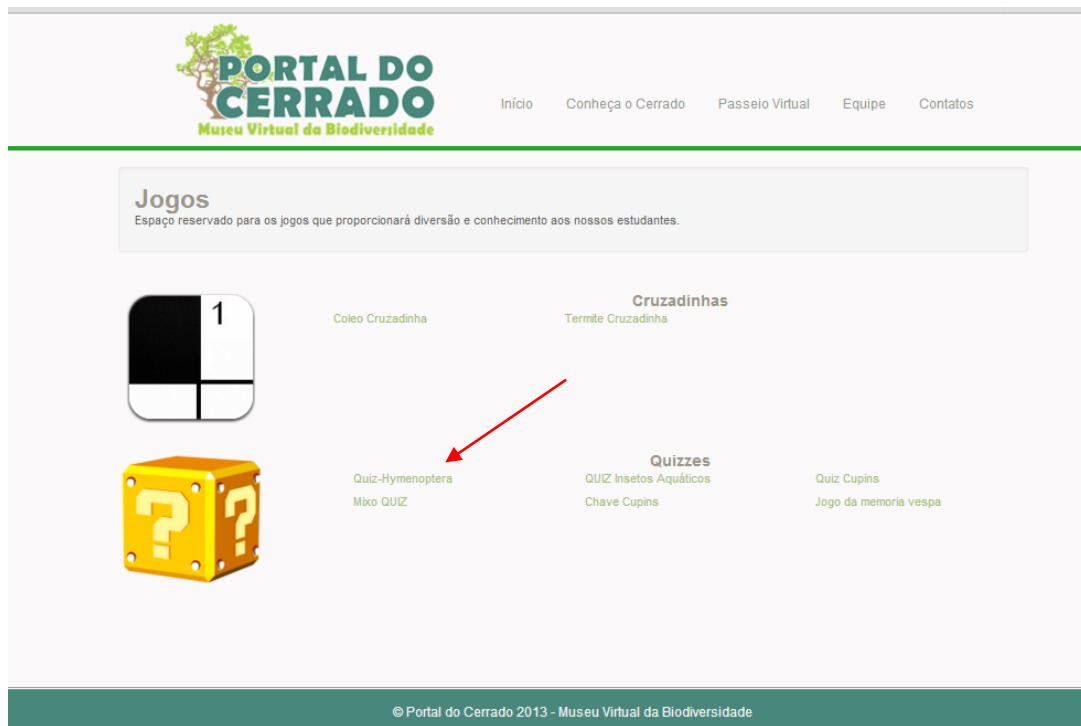 PORTAL DO
CERRADO
Museu Virtual da Biodiversidade
Início Conheça o Cerrado Passeio Virtual Equipe Contatos
Jogos
Espaço reservado para os jogos que proporcionará diversão e conhecimento aos nossos estudantes.
1
Cruzadinhas
Coleo Cruzadinha Termite Cruzadinha
? ?
Quizzes
Quiz-Hymenoptera QUIZ Insetos Aquáticos Quiz Cupins
Mixo QUIZ Chave Cupins Jogo da memoria vespa
© Portal do Cerrado 2013 - Museu Virtual da Biodiversidade